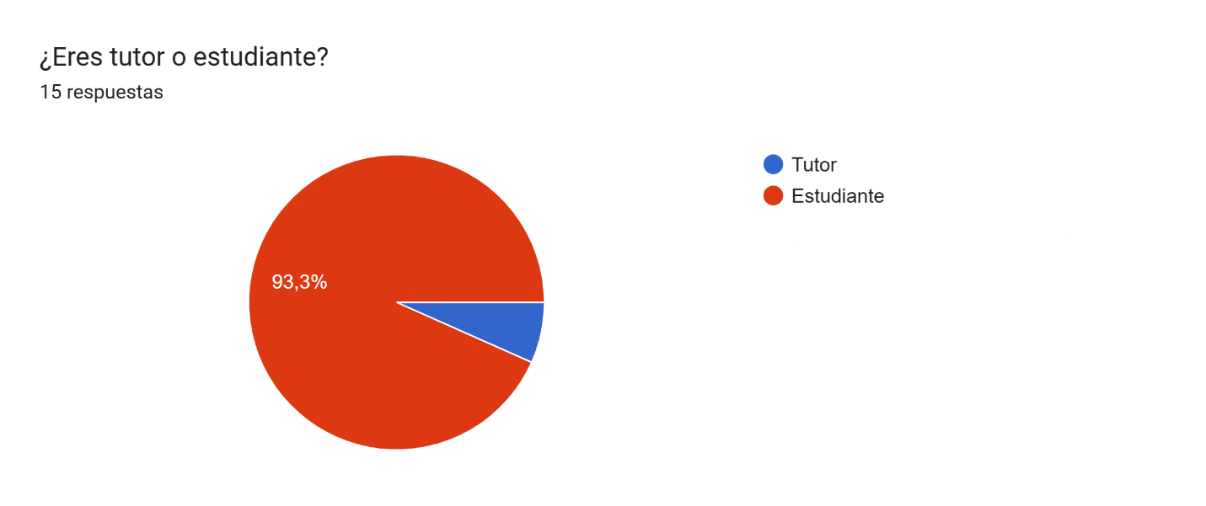 ¿Eres tutor o estudiante?
15 respuestas
Tutor
Estudiante
93,3%